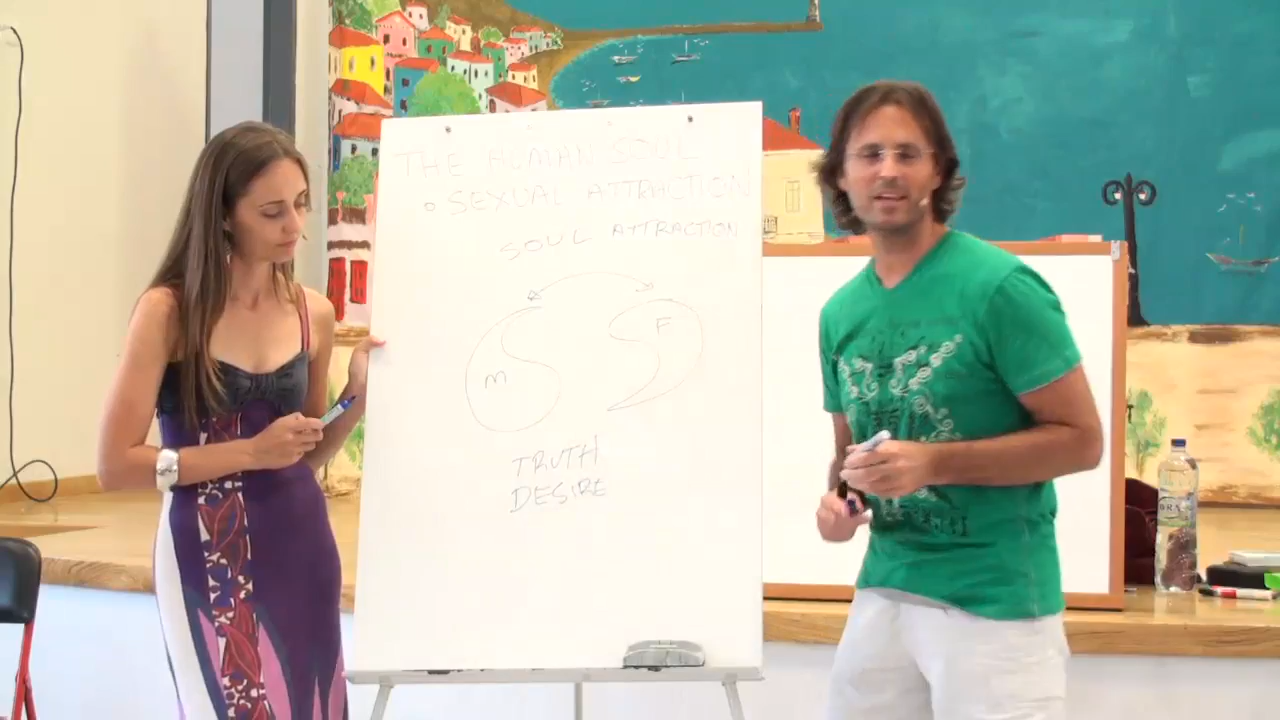 THE HUMAN SOUL
o SEXUAL ATTRACTION
SOUL ATTRACTION
M
F
TRUTH
DESIRE